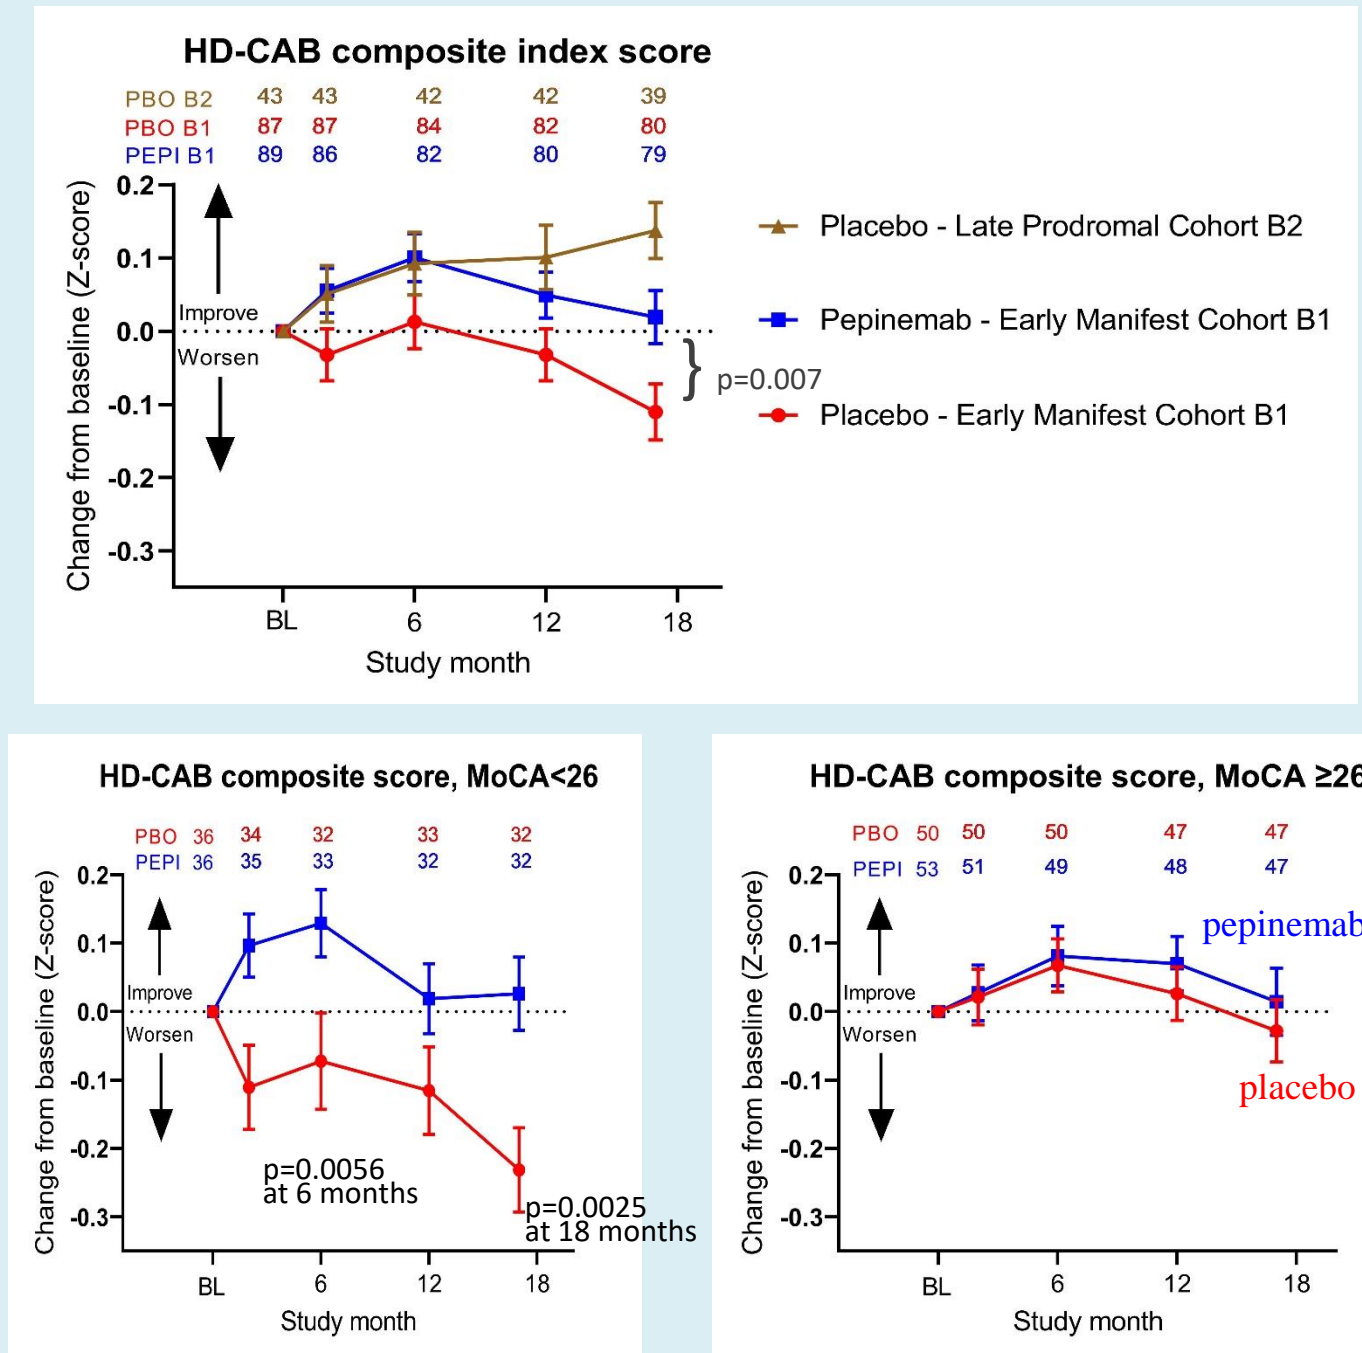 HD-CAB composite index score
PBO B2 43 43 42 42 39
PBO B1 87 87 84 82 80
PEPI B1 89 86 82 80 79
Change from baseline (Z-score)
0.2
0.1
0.0
-0.1
-0.2
-0.3
Improve
Worsen
p=0.007
Placebo - Late Prodromal Cohort B2
Pepinemab - Early Manifest Cohort B1
Placebo - Early Manifest Cohort B1
BL 6 12 18
Study month
HD-CAB composite score, MoCA<26
PBO 36 34 32 33 32
PEPI 36 35 33 32 32
Change from baseline (Z-score)
0.2
0.1
0.0
-0.1
-0.2
-0.3
Improve
Worsen
p=0.0056
at 6 months
p=0.0025
at 18 months
BL 6 12 18
Study month
HD-CAB composite score, MoCA ≥26
PBO 50 50 50 47 47
PEPI 53 51 49 48 47
Change from baseline (Z-score)
0.2
0.1
0.0
-0.1
-0.2
-0.3
Improve
Worsen
pepinemab
placebo
BL 6 12 18
Study month